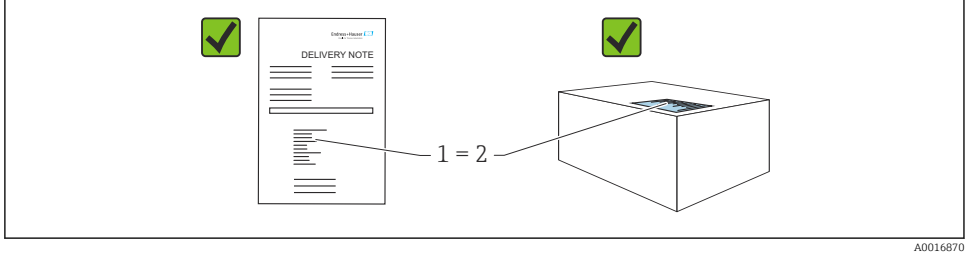 Endress+Hauser
DELIVERY NOTE
1 = 2
A0016870